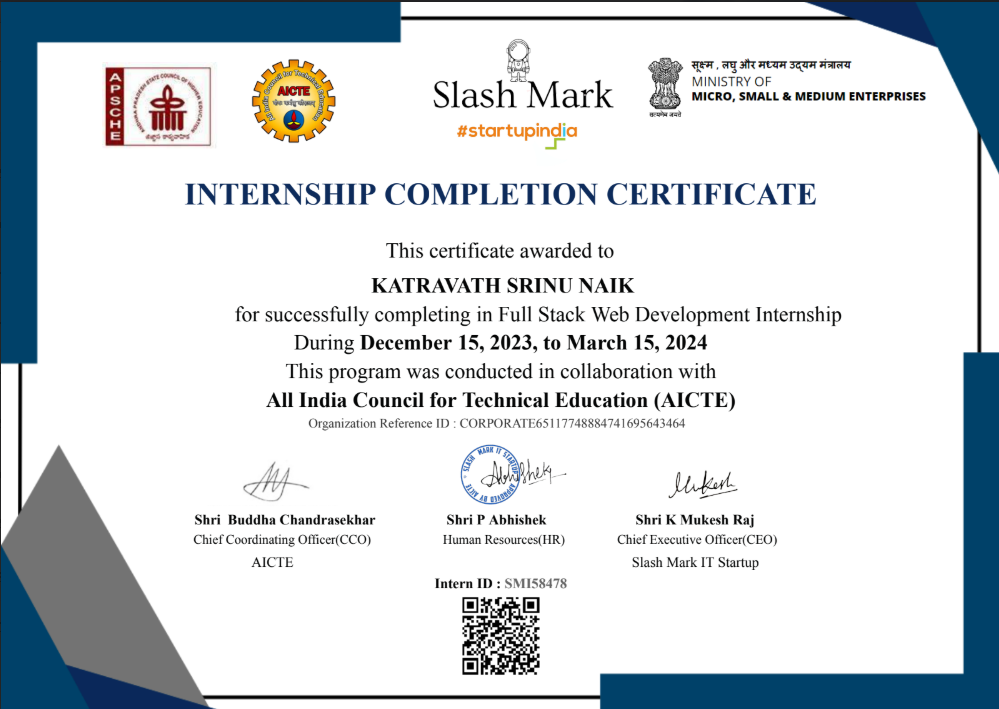 APSCHE
ANDHRA PRADESH STATE COUNCIL OF HIGHER EDUCATION
All India Council for Technical Education
AICTE
Slash Mark
#startupindia
सूक्ष्म , लघु और मध्यम उद्यम मंत्रालय
MINISTRY OF
MICRO, SMALL & MEDIUM ENTERPRISES
सत्यमेव जयते
INTERNSHIP COMPLETION CERTIFICATE
This certificate awarded to
KATRAVATH SRINU NAIK
for successfully completing in Full Stack Web Development Internship
During December 15, 2023, to March 15, 2024
This program was conducted in collaboration with
All India Council for Technical Education (AICTE)
Organization Reference ID : CORPORATE65117748884741695643464
SLASH MARK IT STARTUP
APPROVED BY AICTE
Abhishek
Mukesh
Shri Buddha Chandrasekhar
Shri P Abhishek
Shri K Mukesh Raj
Chief Coordinating Officer(CCO)
Human Resources(HR)
Chief Executive Officer(CEO)
AICTE
Slash Mark IT Startup
Intern ID : SMI58478